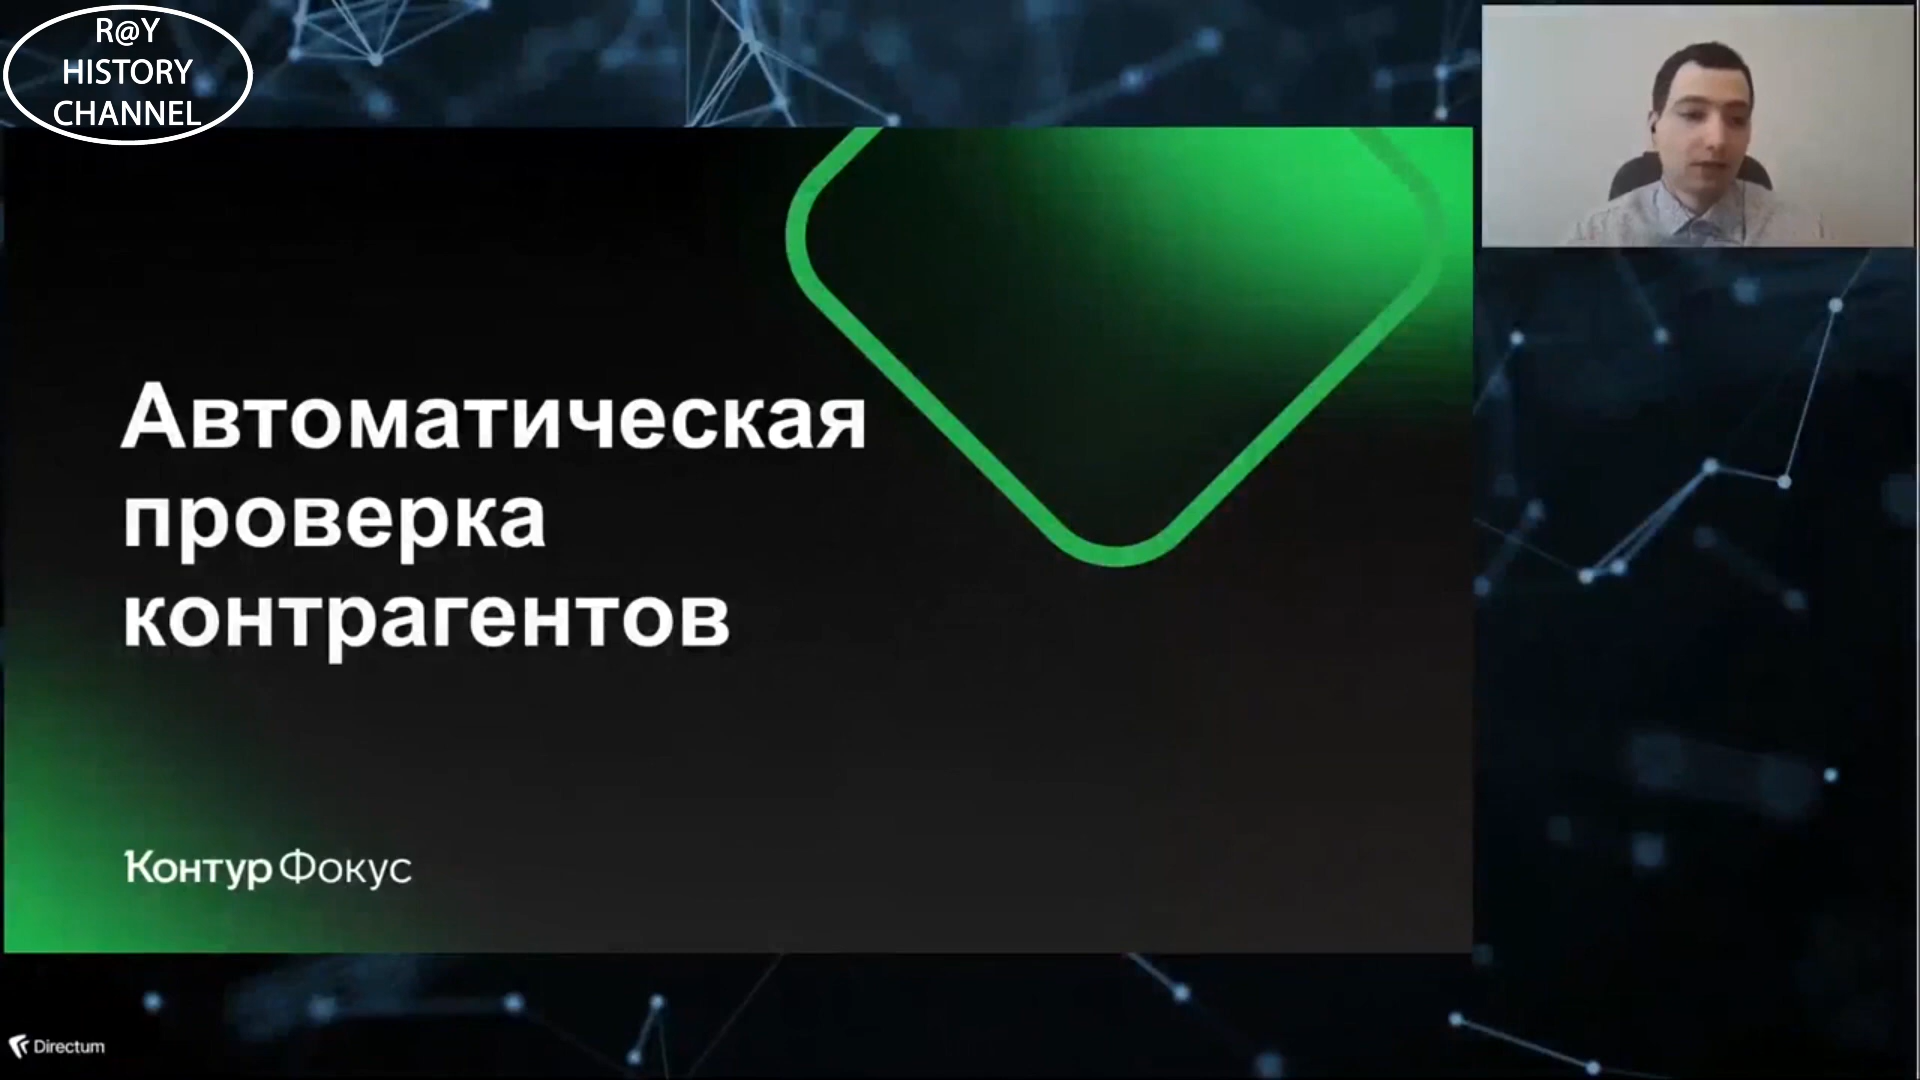 R@Y
HISTORY
CHANNEL
Автоматическая
проверка
контрагентов
Контур Фокус
Directum